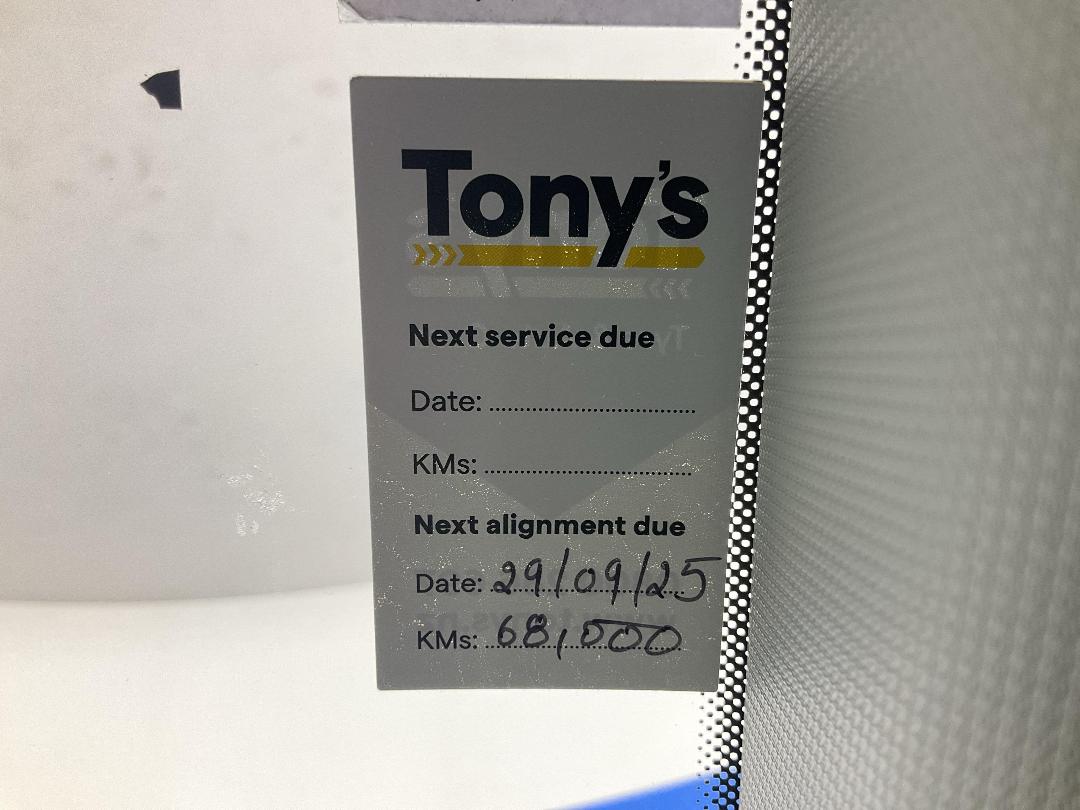 Tony's
Next service due
Date: ....................................
KMs: ....................................
Next alignment due
Date: 29/09/25
KMs: 68,000